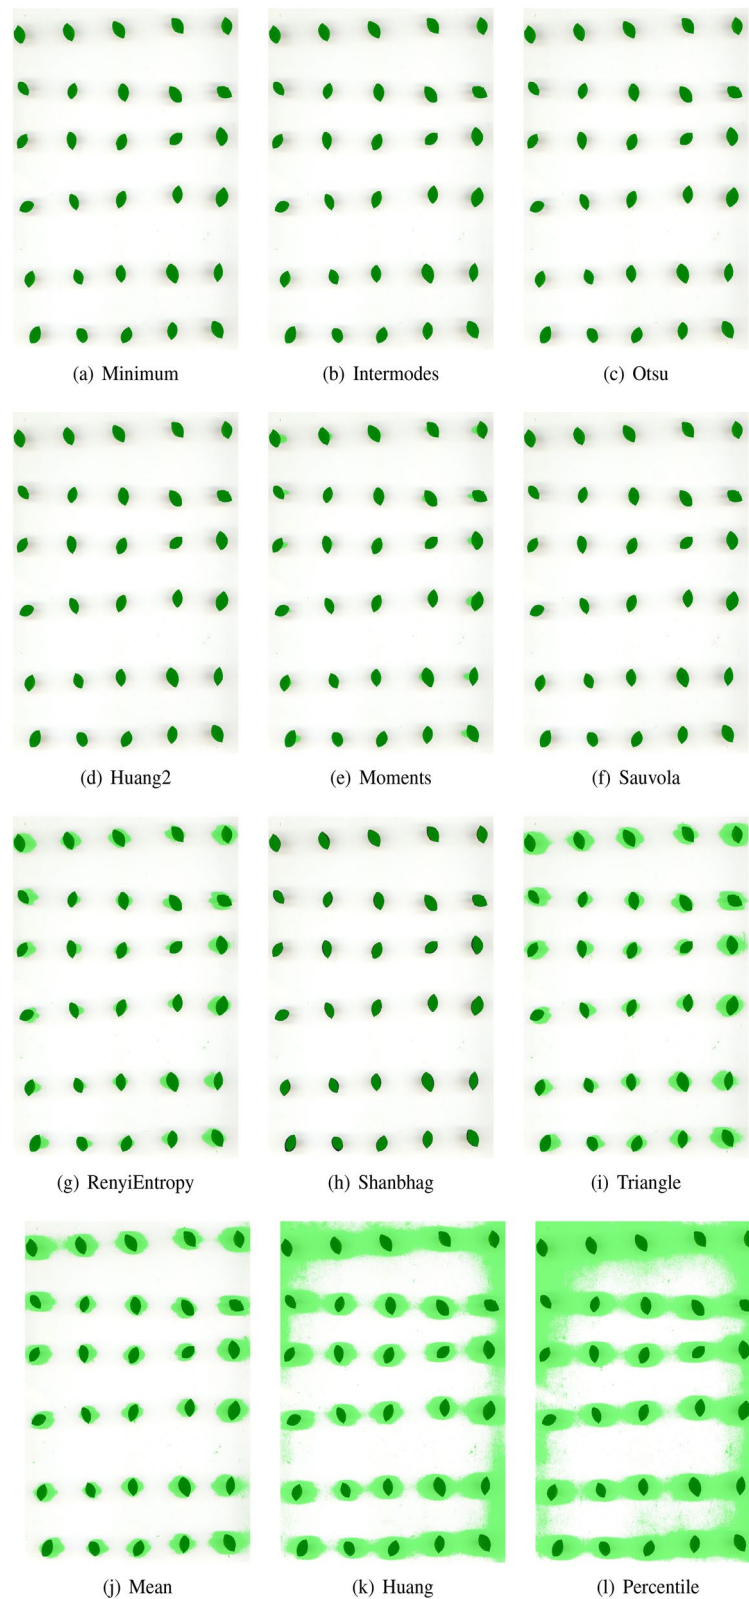 (a) Minimum
(b) Intermodes
(c) Otsu
(d) Huang2
(e) Moments
(f) Sauvola
(g) RenyiEntropy
(h) Shanbhag
(i) Triangle
(j) Mean
(k) Huang
(l) Percentile